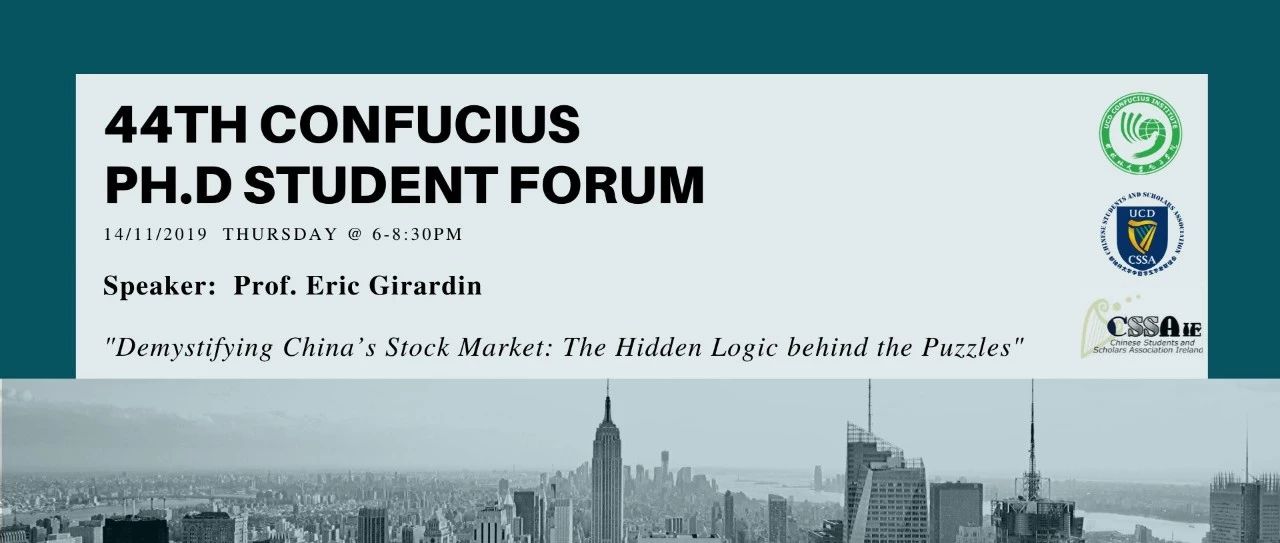 44TH CONFUCIUS
PH.D STUDENT FORUM
14/11/2019 THURSDAY @ 6-8:30PM
Speaker: Prof. Eric Girardin
"Demystifying China’s Stock Market: The Hidden Logic behind the Puzzles"
UCD CONFUCIUS INSTITUTE
CHINESE STUDENTS AND SCHOLARS ASSOCIATION
UCD
CSSA
CSSA IE
Chinese Students and
Scholars Association Ireland